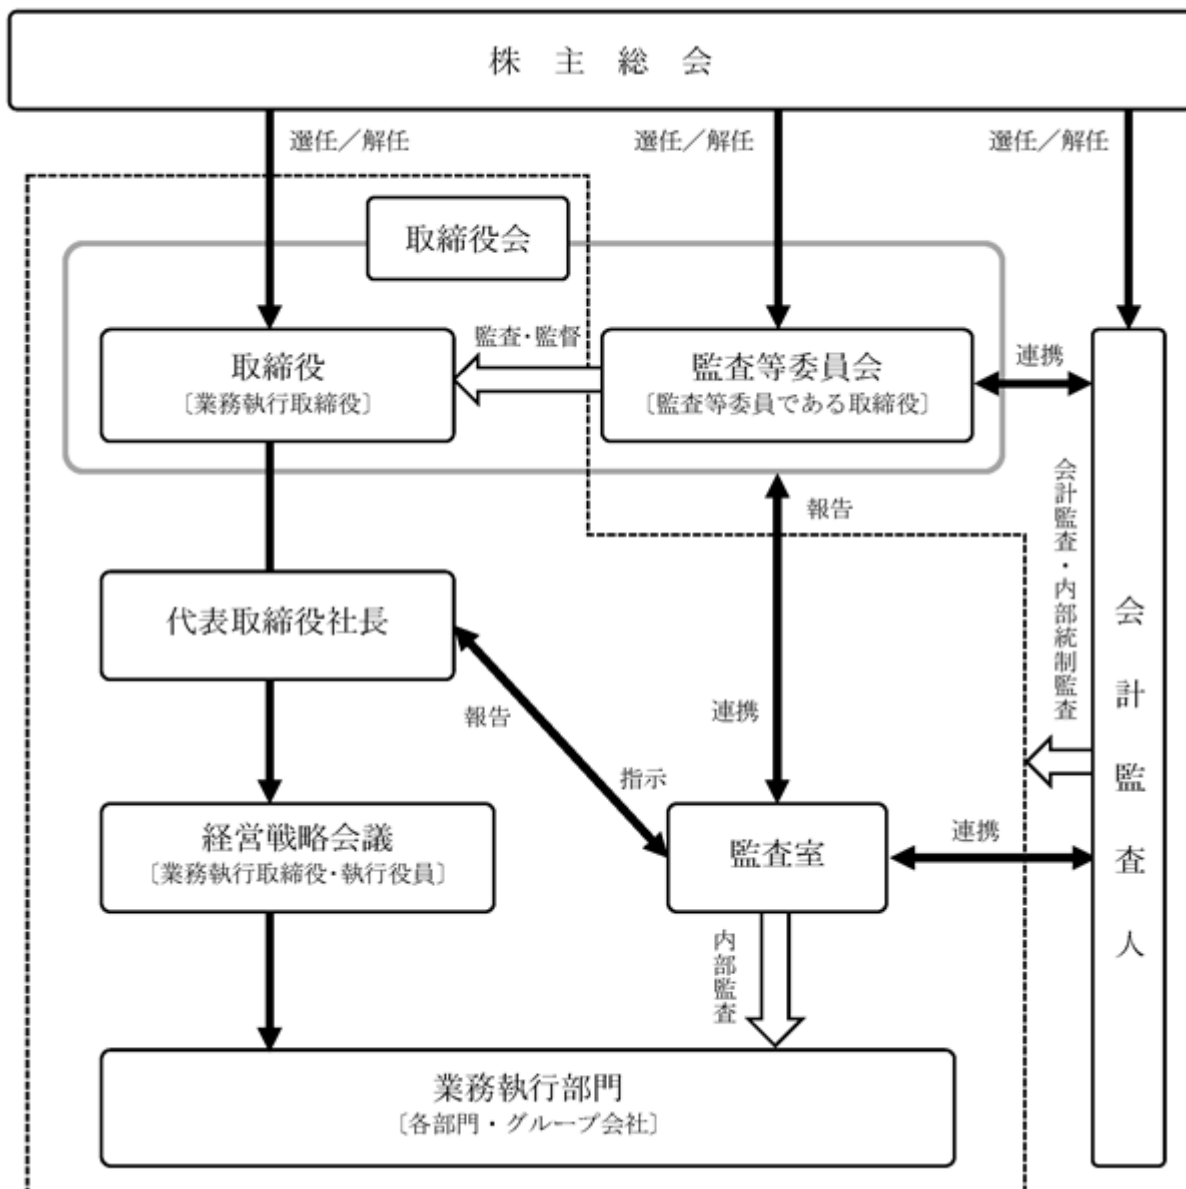 株主総会
選任／解任
選任／解任
選任／解任
取締役会
取締役
〔業務執行取締役〕
監査・監督
監査等委員会
〔監査等委員である取締役〕
連携
報告
会計監査・内部統制監査
代表取締役社長
報告
指示
連携
経営戦略会議
〔業務執行取締役・執行役員〕
監査室
連携
会計監査人
内部監査
業務執行部門
〔各部門・グループ会社〕